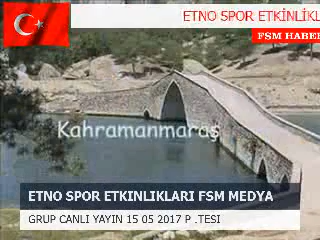 ETNO SPOR ETKİNLİKL
FSM HABER
Kahramanmaraş
ETNO SPOR ETKINLIKLARI FSM MEDYA
GRUP CANLI YAYIN 15 05 2017 P .TESI